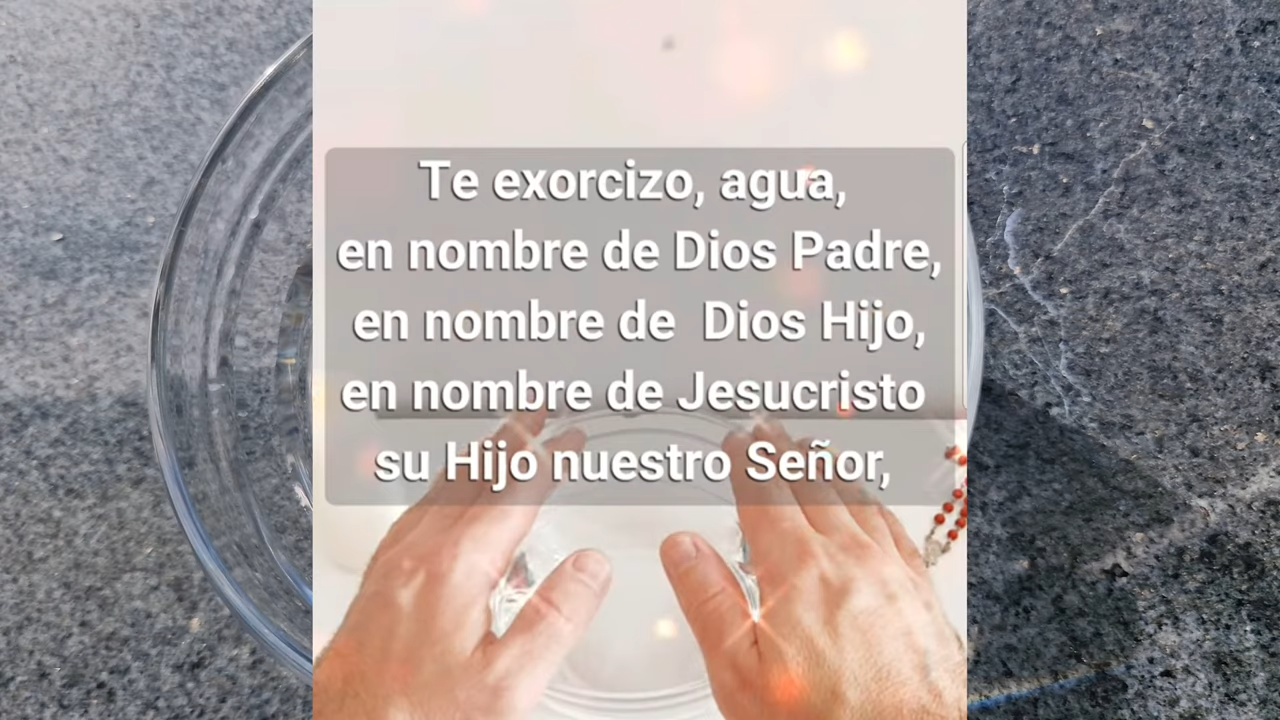 Te exorcizo, agua,
en nombre de Dios Padre,
en nombre de Dios Hijo,
en nombre de Jesucristo
su Hijo nuestro Señor,